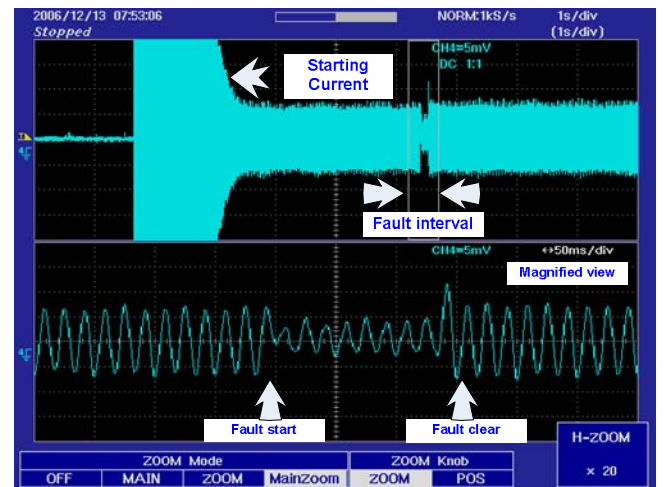 2006/12/13 07:53:06
NORM:1kS/s
1s/div
Stopped
(1s/div)
CH4=5mV
DC 1:1
Starting
Current
Fault interval
CH4=5mV
↔50ms/div
Magnified view
Fault start
Fault clear
H-ZOOM
× 20
ZOOM Mode
ZOOM Knob
OFF
MAIN
ZOOM
MainZoom
ZOOM
POS